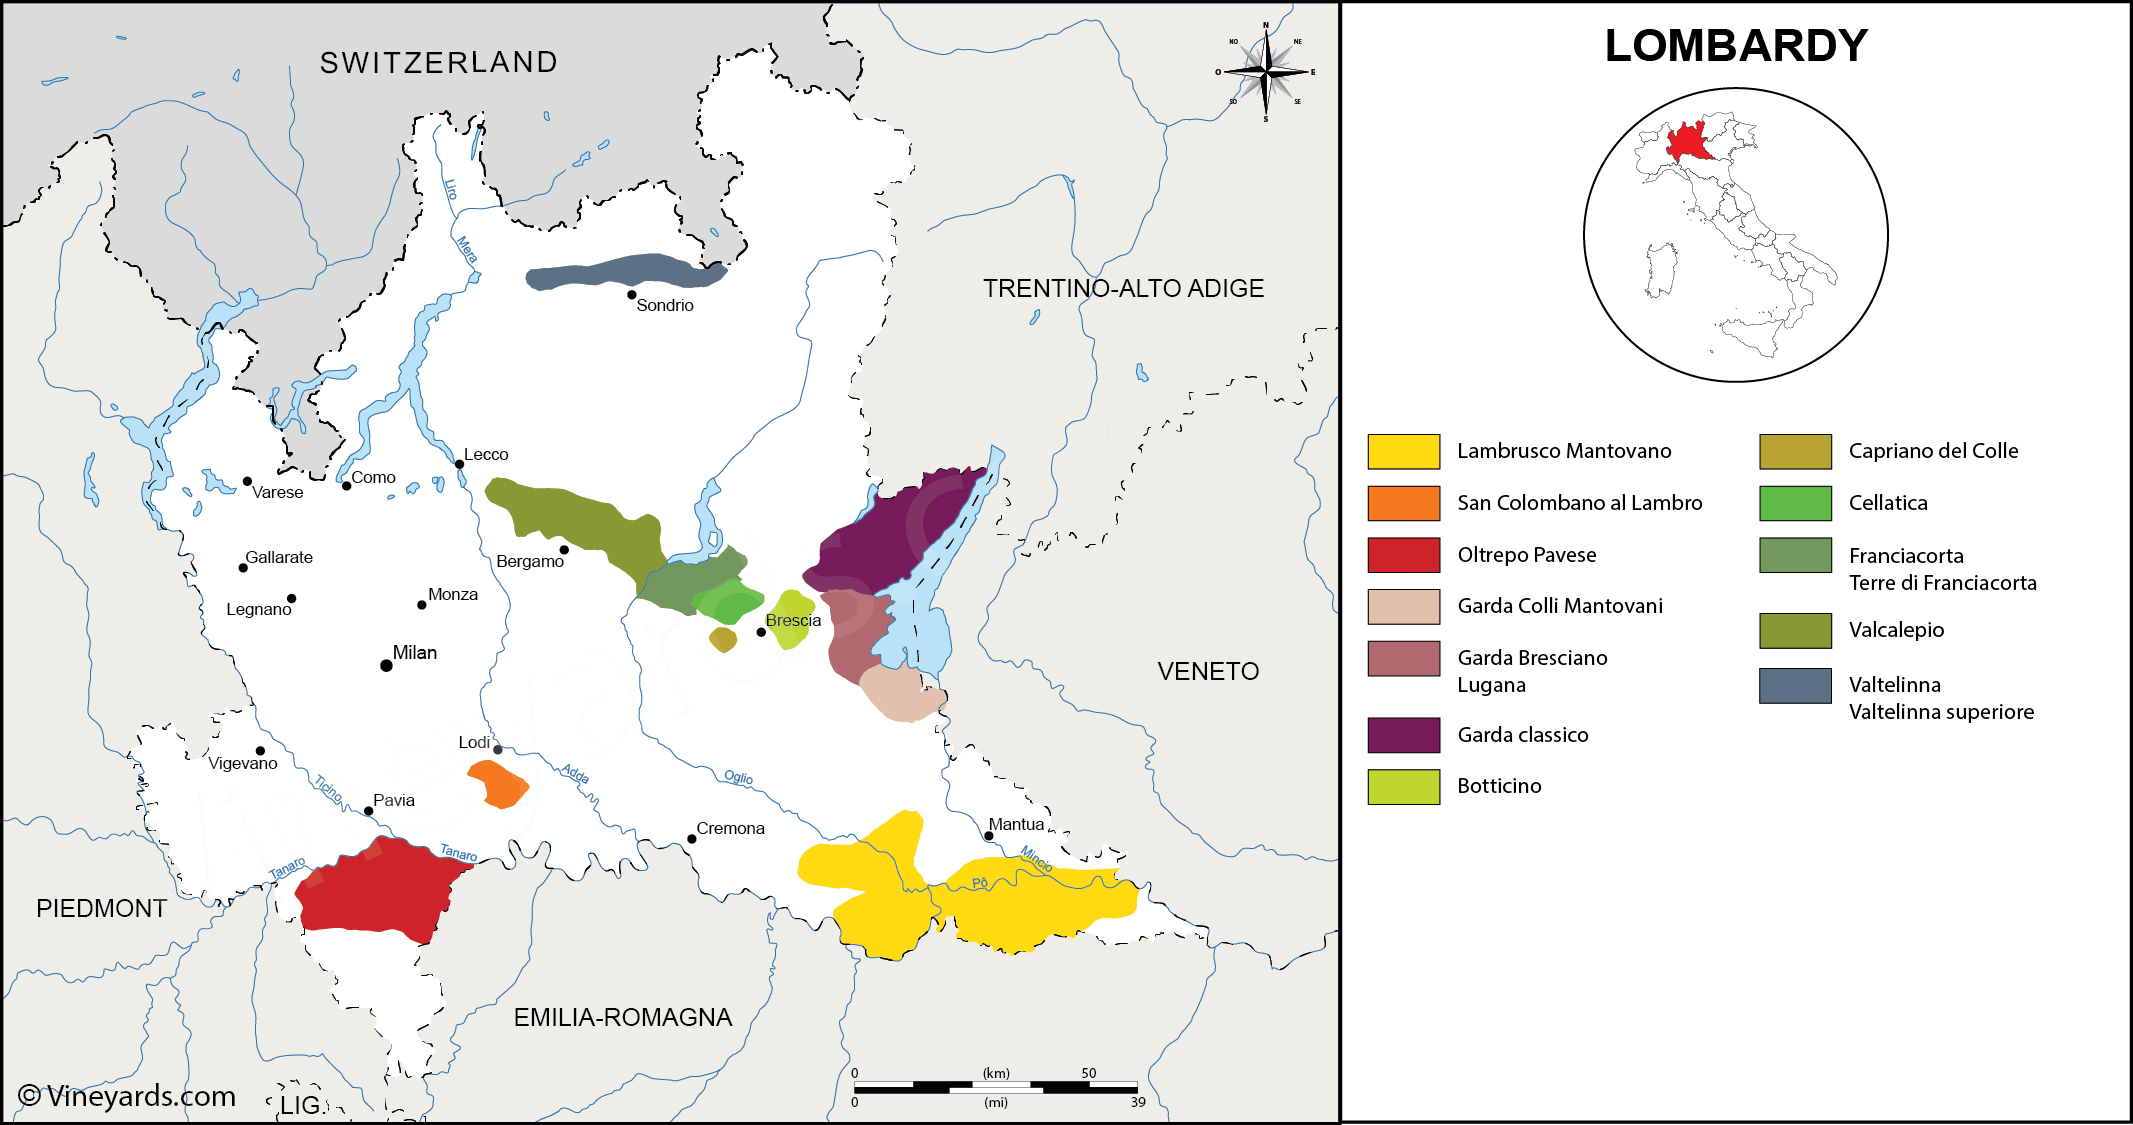 SWITZERLAND
N
NO
NE
O
E
SO
SE
S
Liro
Mera
TRENTINO-ALTO ADIGE
Sondrio
Lecco
Como
Varese
Bergamo
Gallarate
Legnano
Monza
Brescia
Milan
VENETO
Lodi
Vigevano
Ticino
Adda
Oglio
Pavia
Cremona
Mantua
Mincio
Tanaro
Tanaro
Pô
PIEDMONT
EMILIA-ROMAGNA
LIG.
© Vineyards.com
0
(km)
50
0
(mi)
39
LOMBARDY
Lambrusco Mantovano
San Colombano al Lambro
Oltrepo Pavese
Garda Colli Mantovani
Garda Bresciano
Lugana
Garda classico
Botticino
Capriano del Colle
Cellatica
Franciacorta
Terre di Franciacorta
Valcalepio
Valtelinna
Valtelinna superiore